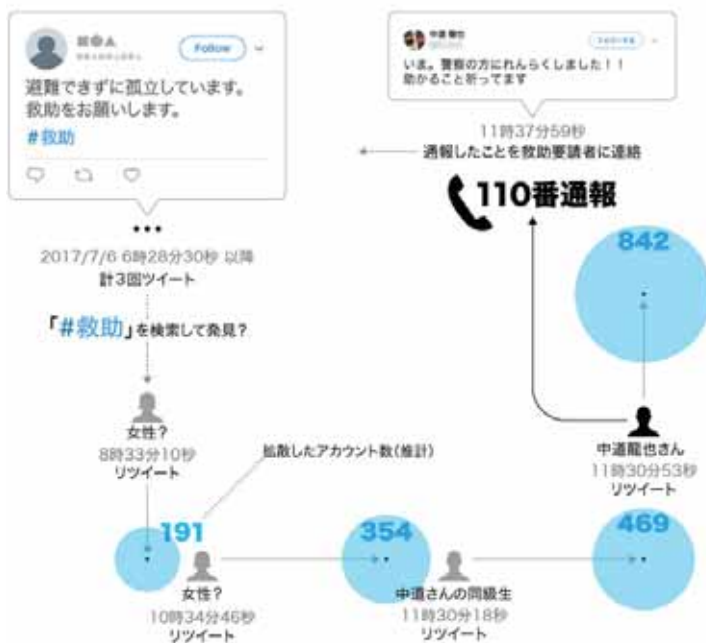 Follow
避難できずに孤立しています。
救助をお願いします。
#救助
2017/7/6 6時28分30秒 以降
計3回ツイート
「#救助」を検索して発見?
女性?
8時33分10秒
リツイート
拡散したアカウント数(推計)
191
女性?
10時34分46秒
リツイート
354
中道さんの同級生
11時30分18秒
リツイート
469
中道龍也さん
11時30分53秒
リツイート
842
110番通報
いま。警察の方にれんらくしました!!
助かること祈ってます
11時37分59秒
通報したことを救助要請者に連絡